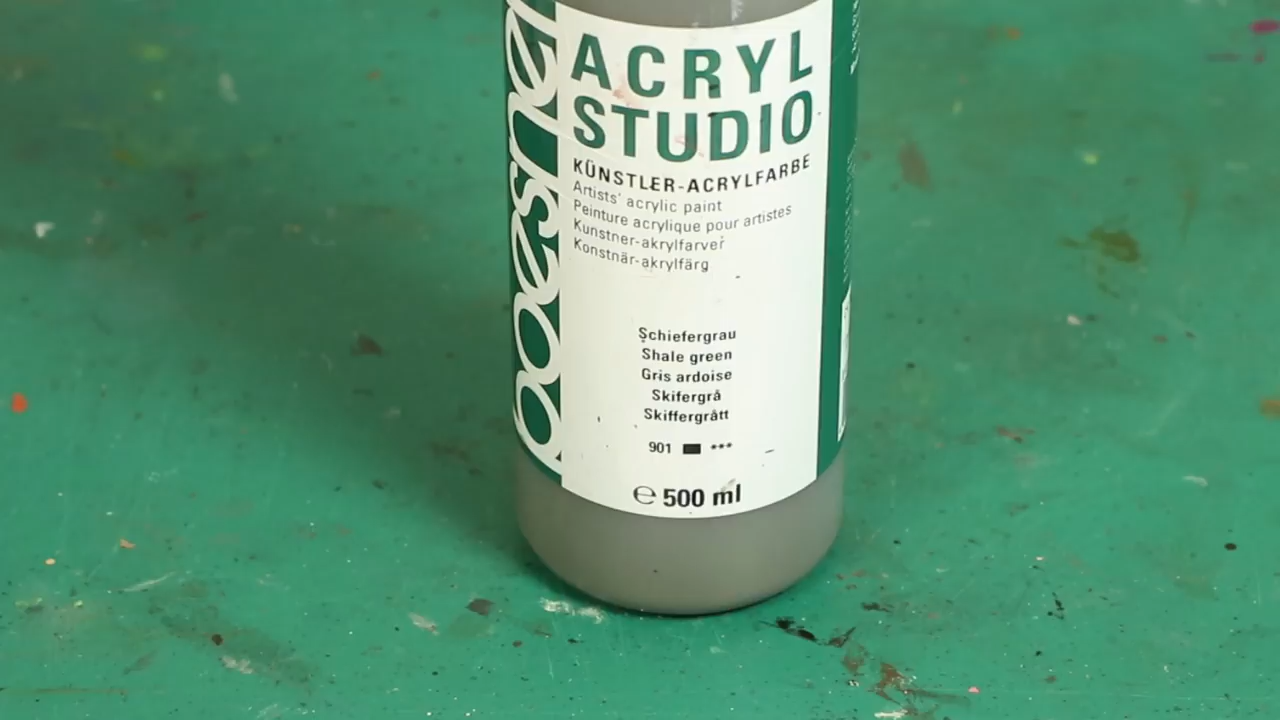 boesner
ACRYL
STUDIO
KÜNSTLER-ACRYLFARBE
Artists' acrylic paint
Peinture acrylique pour artistes
Kunstner-akrylfarver
Konstnär-akrylfärg
Schiefergrau
Shale green
Gris ardoise
Skifergrå
Skiffergrått
901 ■ ***
℮ 500 ml